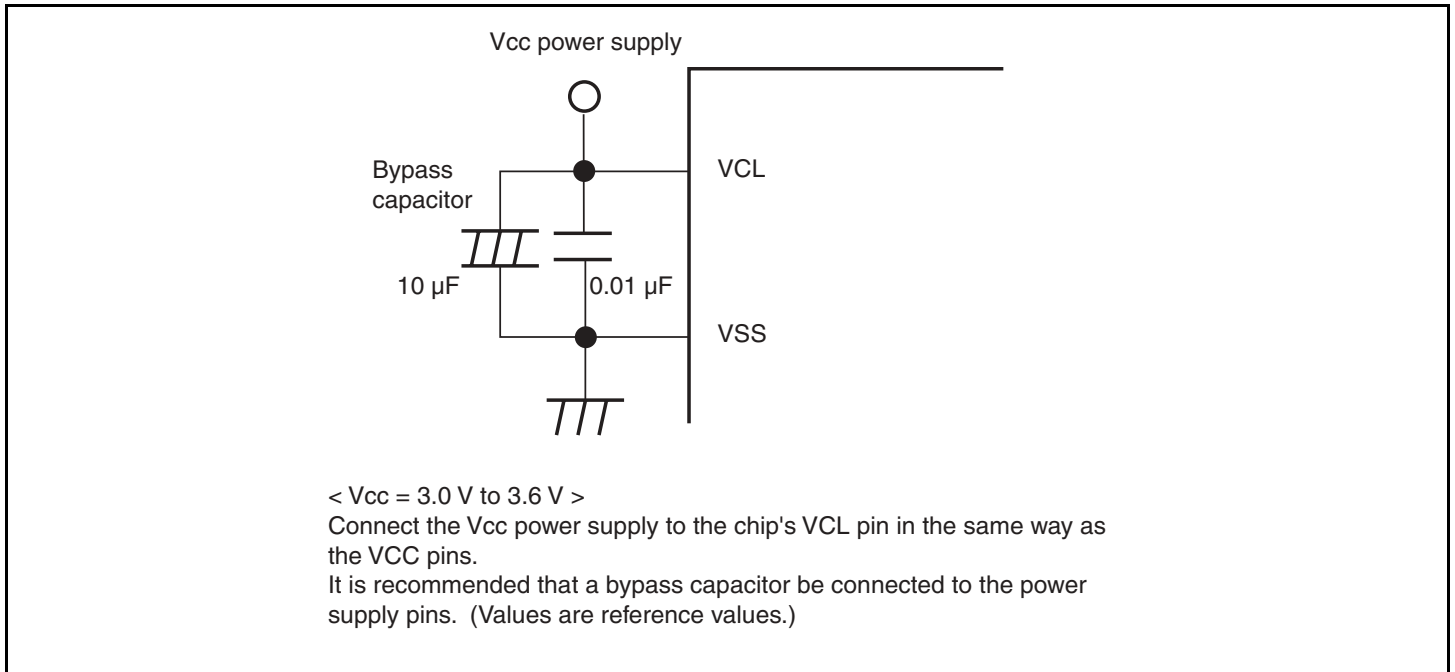 Vcc power supply
Bypass
capacitor
VCL
10 µF
0.01 µF
VSS
< Vcc = 3.0 V to 3.6 V >
Connect the Vcc power supply to the chip's VCL pin in the same way as
the VCC pins.
It is recommended that a bypass capacitor be connected to the power
supply pins.  (Values are reference values.)